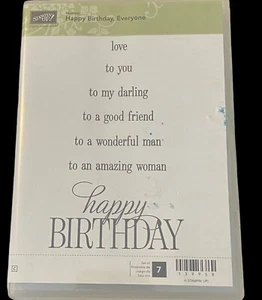 STAMPIN' UP!
Happy Birthday, Everyone
love
to you
to my darling
to a good friend
to a wonderful man
to an amazing woman
happy
BIRTHDAY
7